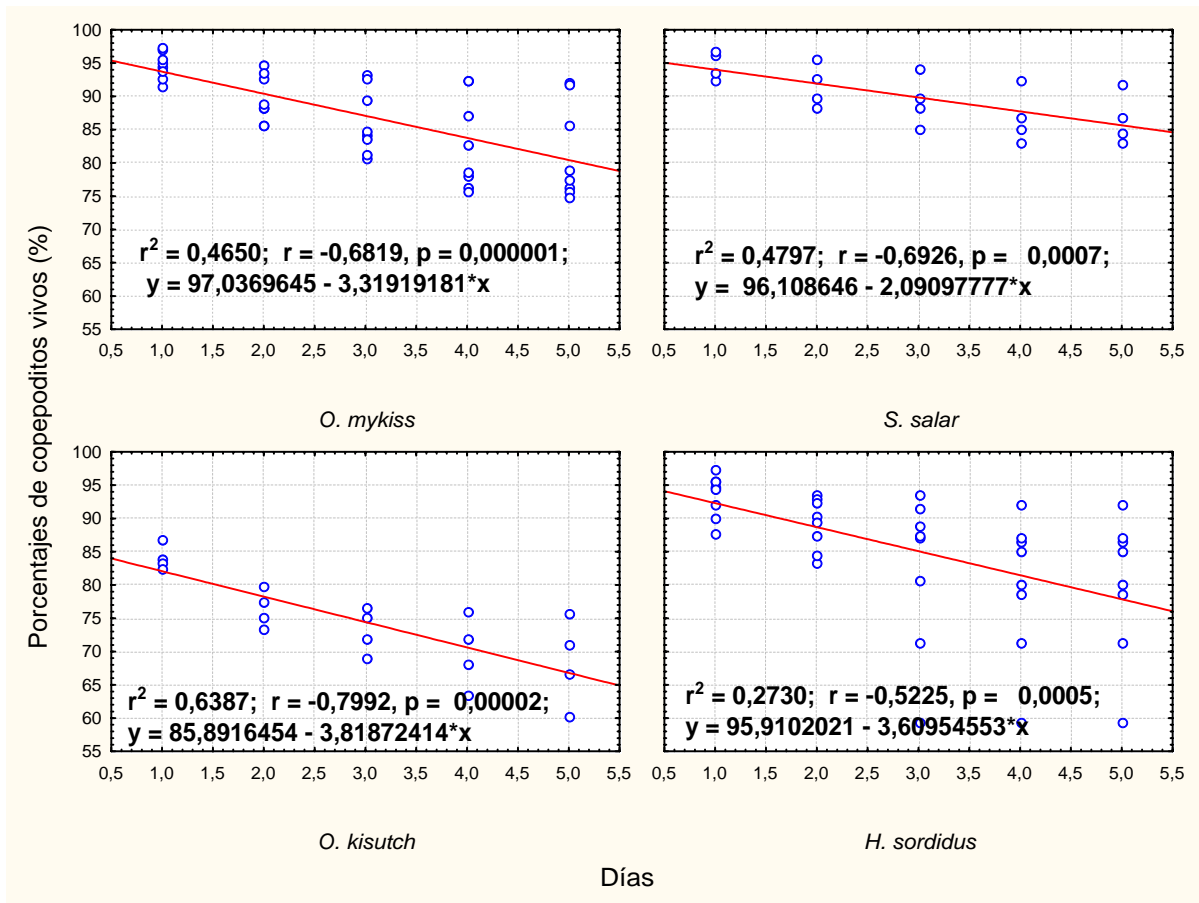 Porcentajes de copepoditos vivos (%)
100
95
90
85
80
75
70
65
60
55
r² = 0,4650; r = -0,6819, p = 0,000001;
y = 97,0369645 - 3,31919181*x
0,5 1,0 1,5 2,0 2,5 3,0 3,5 4,0 4,5 5,0 5,5
O. mykiss
r² = 0,4797; r = -0,6926, p = 0,0007;
y = 96,108646 - 2,09097777*x
0,5 1,0 1,5 2,0 2,5 3,0 3,5 4,0 4,5 5,0 5,5
S. salar
100
95
90
85
80
75
70
65
60
55
r² = 0,6387; r = -0,7992, p = 0,00002;
y = 85,8916454 - 3,81872414*x
0,5 1,0 1,5 2,0 2,5 3,0 3,5 4,0 4,5 5,0 5,5
O. kisutch
r² = 0,2730; r = -0,5225, p = 0,0005;
y = 95,9102021 - 3,60954553*x
0,5 1,0 1,5 2,0 2,5 3,0 3,5 4,0 4,5 5,0 5,5
H. sordidus
Días